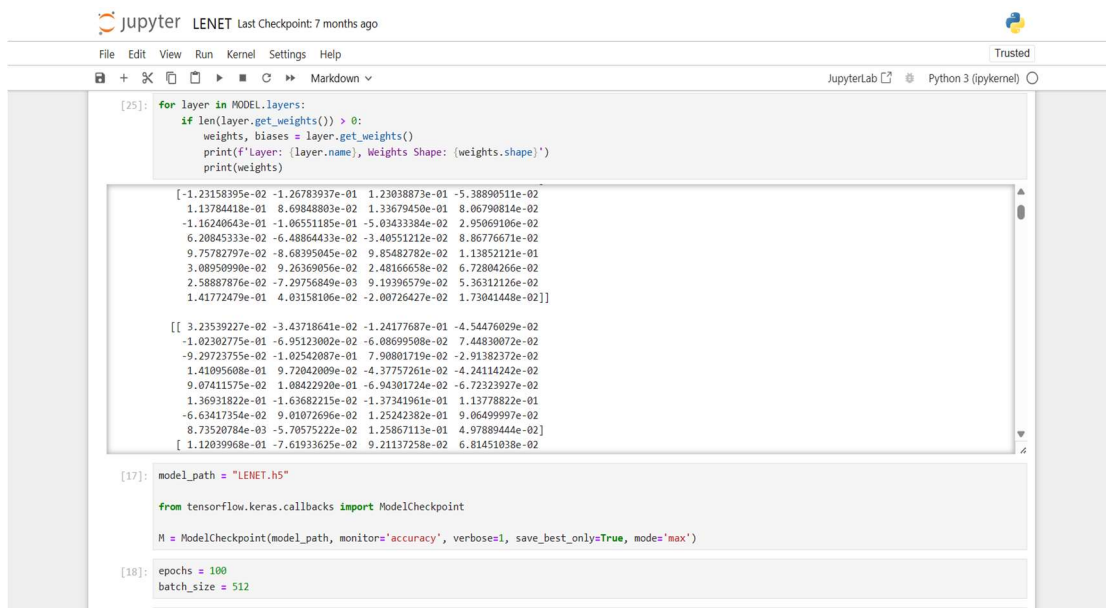 jupyter LENET Last Checkpoint: 7 months ago
File Edit View Run Kernel Settings Help
Trusted
Markdown
JupyterLab
Python 3 (ipykernel)
[25]: for layer in MODEL.layers:
    if len(layer.get_weights()) > 0:
        weights, biases = layer.get_weights()
        print(f'Layer: {layer.name}, Weights Shape: {weights.shape}')
        print(weights)
[-1.23158395e-02 -1.26783937e-01  1.23038873e-01 -5.38890511e-02
1.13784418e-01  8.69848803e-02  1.33679450e-01  8.06790814e-02
-1.16240643e-01 -1.06551185e-01 -5.03433384e-02  2.95069106e-02
6.20845333e-02 -6.48864433e-02 -3.40551212e-02  8.86776671e-02
9.75782797e-02 -8.68395045e-02  9.85482782e-02  1.13852121e-01
3.08950990e-02  9.26369056e-02  2.48166658e-02  6.72804266e-02
2.58887876e-02 -7.29756849e-03  9.19396579e-02  5.36312126e-02
1.41772479e-01  4.03158106e-02 -2.00726427e-02  1.73041448e-02]]
[[ 3.23539227e-02 -3.43718641e-02 -1.24177687e-01 -4.54476029e-02
-1.02302775e-01 -6.95123002e-02 -6.08699508e-02  7.44830072e-02
-9.29723755e-02 -1.02542087e-01  7.90801719e-02 -2.91382372e-02
1.41095608e-01  9.72042009e-02 -4.37757261e-02 -4.24114242e-02
9.07411575e-02  1.08422920e-01 -6.94301724e-02 -6.72323927e-02
1.36931822e-01 -1.63682215e-02 -1.37341961e-01  1.13778822e-01
-6.63417354e-02  9.01072696e-02  1.25242382e-01  9.06499997e-02
8.73520784e-03 -5.70575222e-02  1.25867113e-01  4.97889444e-02]
[ 1.12039968e-01 -7.61933625e-02  9.21137258e-02  6.81451038e-02
[17]: model_path = "LENET.h5"
from tensorflow.keras.callbacks import ModelCheckpoint
M = ModelCheckpoint(model_path, monitor='accuracy', verbose=1, save_best_only=True, mode='max')
[18]: epochs = 100
batch_size = 512